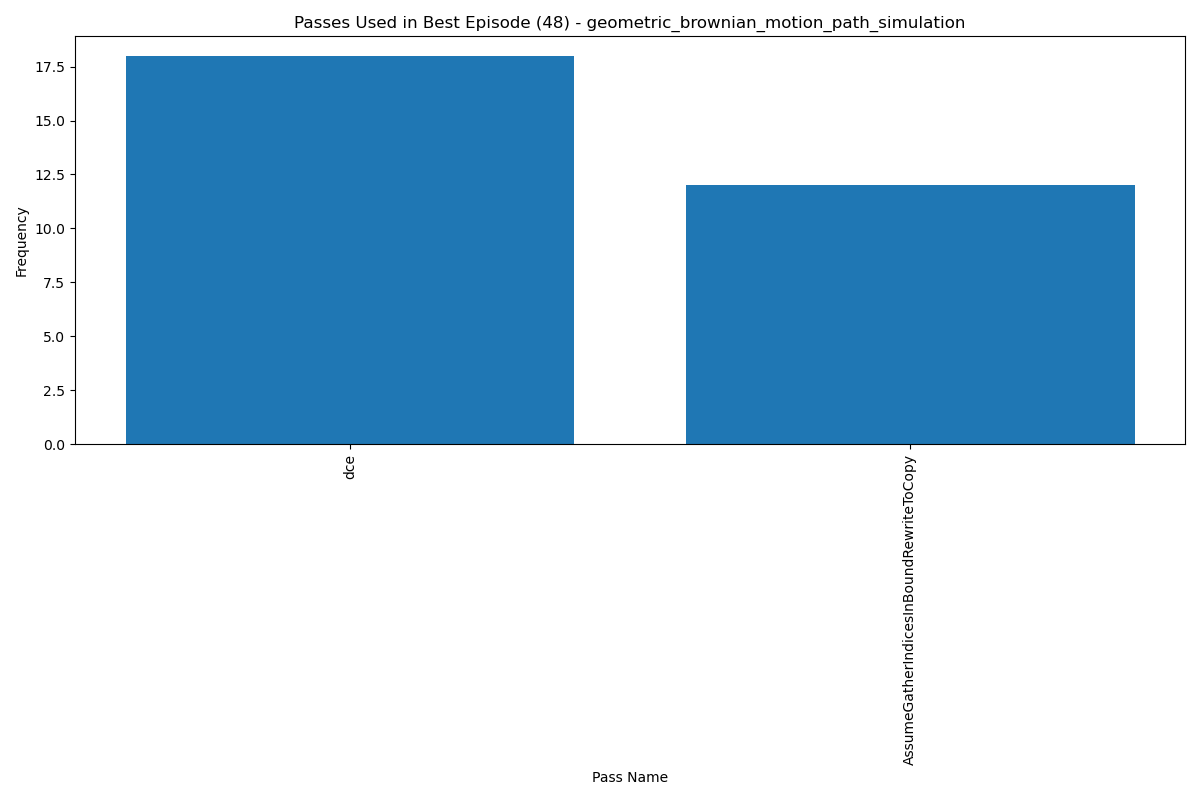 Passes Used in Best Episode (48) - geometric_brownian_motion_path_simulation
Frequency
17.5
15.0
12.5
10.0
7.5
5.0
2.5
0.0
dce
AssumeGatherIndicesInBoundRewriteToCopy
Pass Name